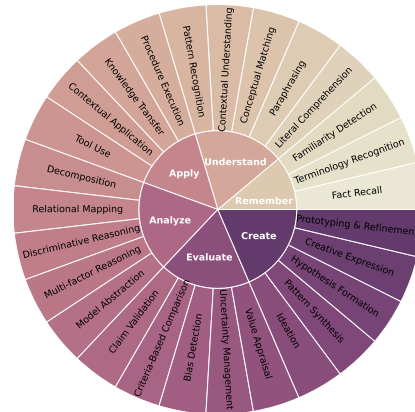 Contextual Understanding
Pattern Recognition
Conceptual Matching
Procedure Execution
Paraphrasing
Knowledge Transfer
Literal Comprehension
Contextual Application
Familiarity Detection
Tool Use
Understand
Terminology Recognition
Apply
Decomposition
Fact Recall
Remember
Relational Mapping
Analyze
Create
Prototyping & Refinemen
Discriminative Reasoning
Creative Expression
Multi-factor Reasoning
Evaluate
Hypothesis Formation
Model Abstraction
Pattern Synthesis
Claim Validation
Ideation
Criteria-Based Comparison
Value Appraisal
Bias Detection
Uncertainty Management